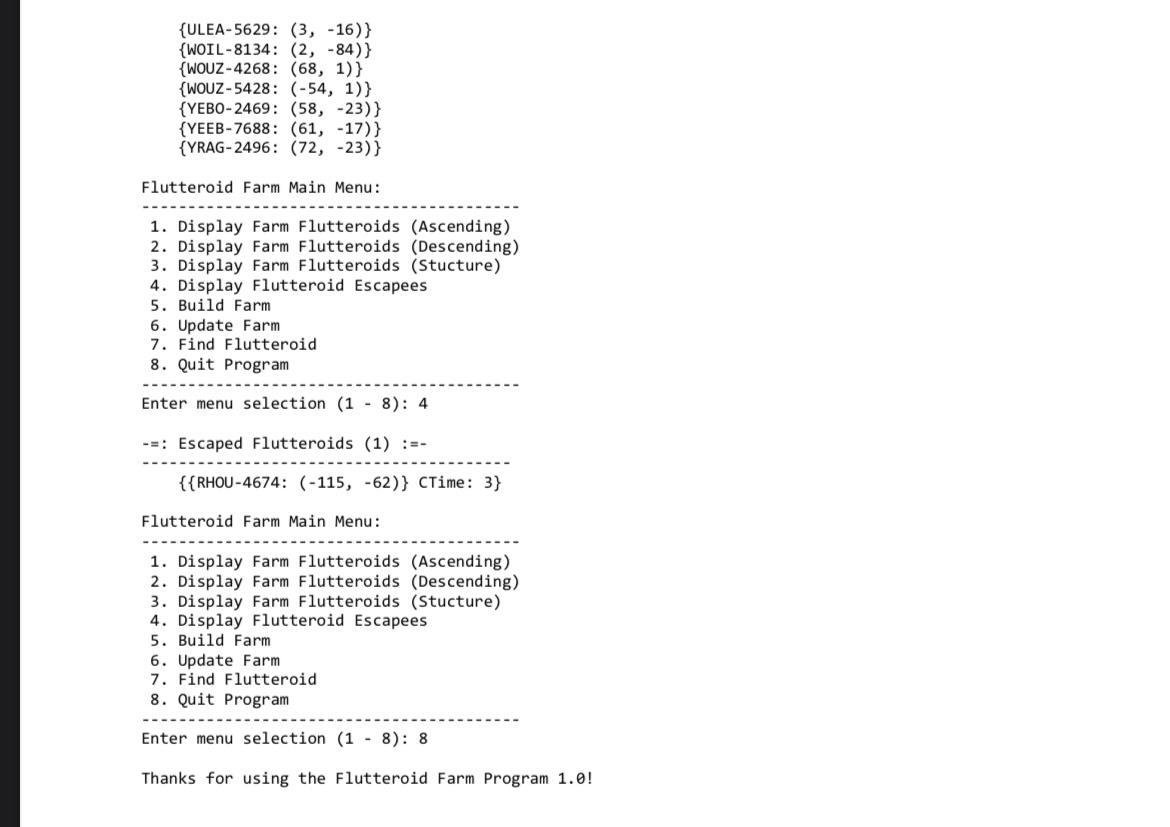 {ULEA-5629: (3, -16)}
{WOIL-8134: (2, -84)}
{WOUZ-4268: (68, 1)}
{WOUZ-5428: (-54, 1)}
{YEBO-2469: (58, -23)}
{YEEB-7688: (61, -17)}
{YRAG-2496: (72, -23)}
Flutteroid Farm Main Menu:
-----------------------------------------
1. Display Farm Flutteroids (Ascending)
2. Display Farm Flutteroids (Descending)
3. Display Farm Flutteroids (Stucture)
4. Display Flutteroid Escapees
5. Build Farm
6. Update Farm
7. Find Flutteroid
8. Quit Program
-----------------------------------------
Enter menu selection (1 - 8): 4
-=: Escaped Flutteroids (1) :=-
----------------------------------------
{{RHOU-4674: (-115, -62)} CTime: 3}
Flutteroid Farm Main Menu:
-----------------------------------------
1. Display Farm Flutteroids (Ascending)
2. Display Farm Flutteroids (Descending)
3. Display Farm Flutteroids (Stucture)
4. Display Flutteroid Escapees
5. Build Farm
6. Update Farm
7. Find Flutteroid
8. Quit Program
-----------------------------------------
Enter menu selection (1 - 8): 8
Thanks for using the Flutteroid Farm Program 1.0!